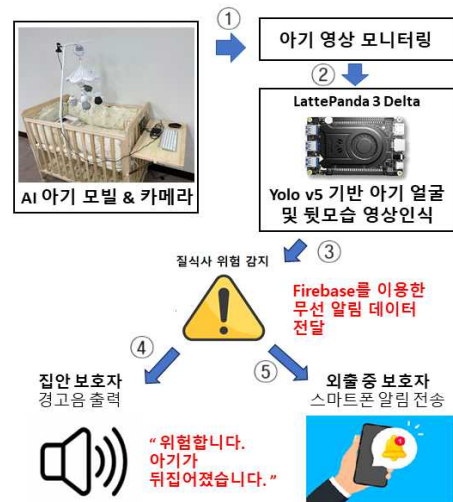 ①
아기 영상 모니터링
②
LattePanda 3 Delta
AI 아기 모빌 & 카메라
Yolo v5 기반 아기 얼굴
및 뒷모습 영상인식
③
질식사 위험 감지
Firebase를 이용한
무선 알림 데이터
전달
④
⑤
집안 보호자
경고음 출력
외출 중 보호자
스마트폰 알림 전송
“ 위험합니다.
아기가
뒤집어졌습니다. ”
1